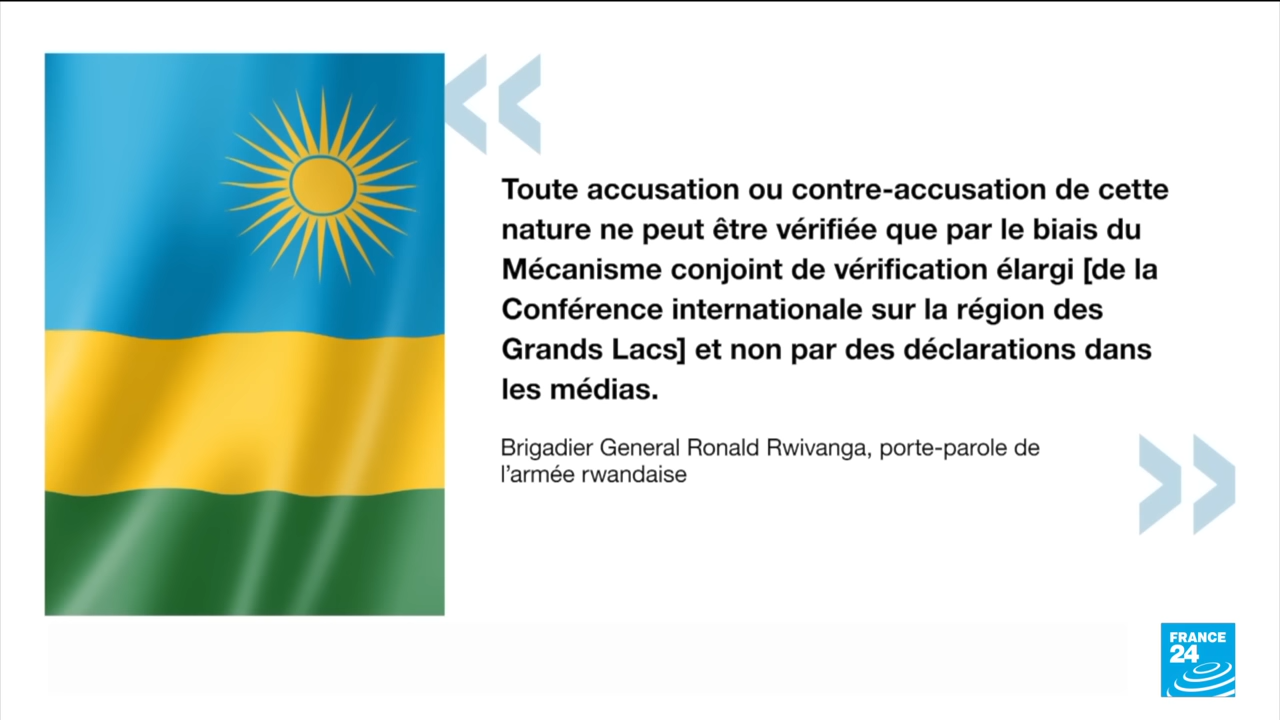 Toute accusation ou contre-accusation de cette
nature ne peut être vérifiée que par le biais du
Mécanisme conjoint de vérification élargi [de la
Conférence internationale sur la région des
Grands Lacs] et non par des déclarations dans
les médias.
Brigadier General Ronald Rwivanga, porte-parole de
l’armée rwandaise
FRANCE
24